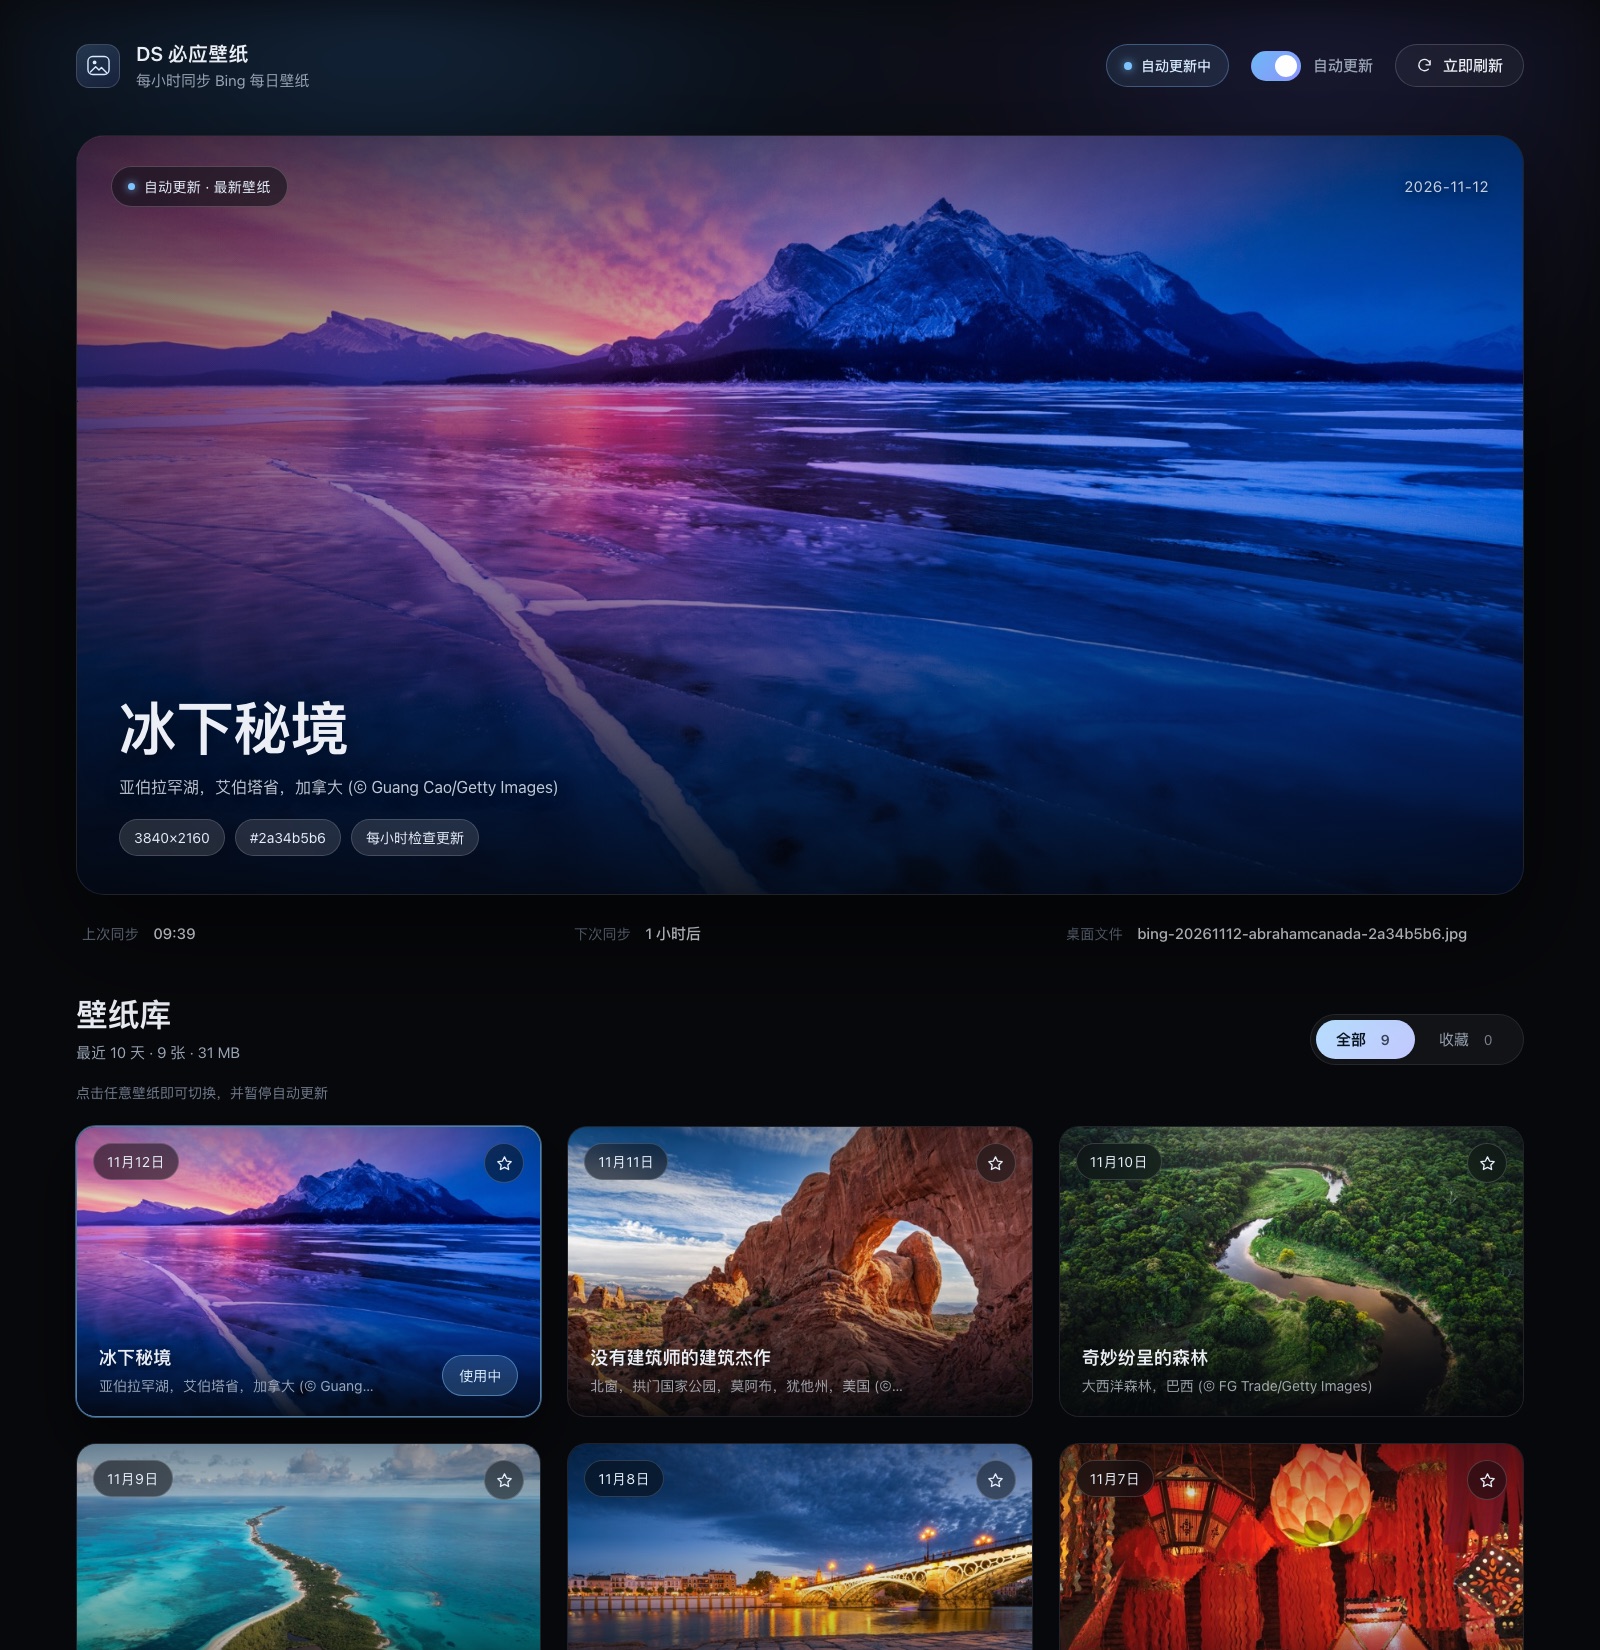 DS 必应壁纸
每小时同步 Bing 每日壁纸
自动更新中
自动更新
立即刷新
自动更新 · 最新壁纸
2026-11-12
冰下秘境
亚伯拉罕湖，艾伯塔省，加拿大 (© Guang Cao/Getty Images)
3840×2160
#2a34b5b6
每小时检查更新
上次同步 09:39
下次同步 1 小时后
桌面文件 bing-20261112-abrahamcanada-2a34b5b6.jpg
壁纸库
最近 10 天 · 9 张 · 31 MB
全部 9
收藏 0
点击任意壁纸即可切换，并暂停自动更新
11月12日
冰下秘境
亚伯拉罕湖，艾伯塔省，加拿大 (© Guang...
使用中
11月11日
没有建筑师的建筑杰作
北窗，拱门国家公园，莫阿布，犹他州，美国 (©...
11月10日
奇妙纷呈的森林
大西洋森林，巴西 (© FG Trade/Getty Images)
11月9日
11月8日
11月7日